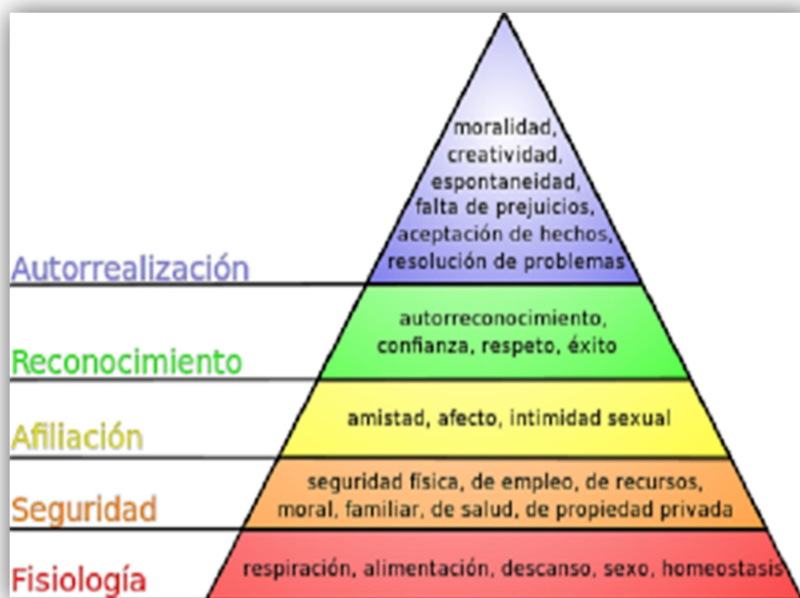 moralidad,
creatividad,
espontaneidad,
falta de prejuicios,
aceptación de hechos,
resolución de problemas
Autorrealización
autorreconocimiento,
confianza, respeto, éxito
Reconocimiento
amistad, afecto, intimidad sexual
Afiliación
seguridad física, de empleo, de recursos,
moral, familiar, de salud, de propiedad privada
Seguridad
respiración, alimentación, descanso, sexo, homeostasis
Fisiología